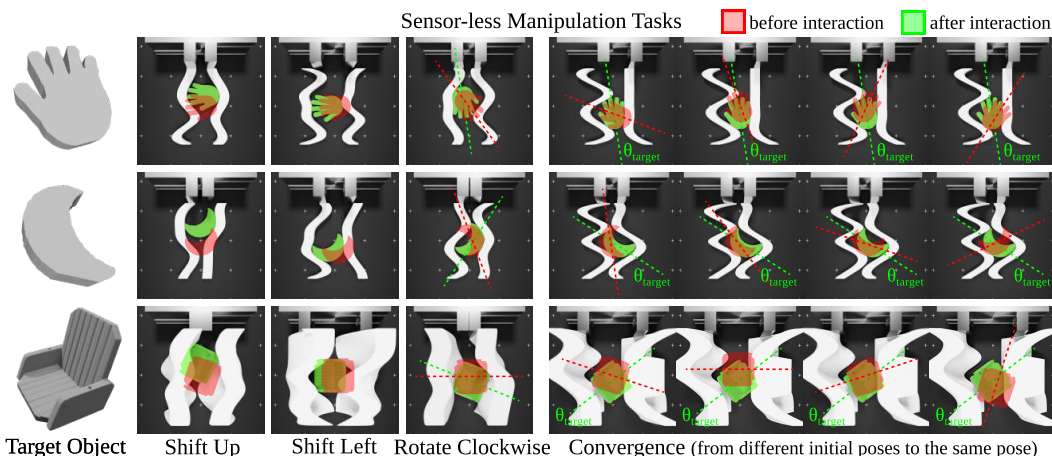 Sensor-less Manipulation Tasks
before interaction
after interaction
θtarget θtarget θtarget θtarget
θtarget θtarget θtarget θtarget
θtarget θtarget θtarget θtarget
Target Object Shift Up Shift Left Rotate Clockwise Convergence (from different initial poses to the same pose)